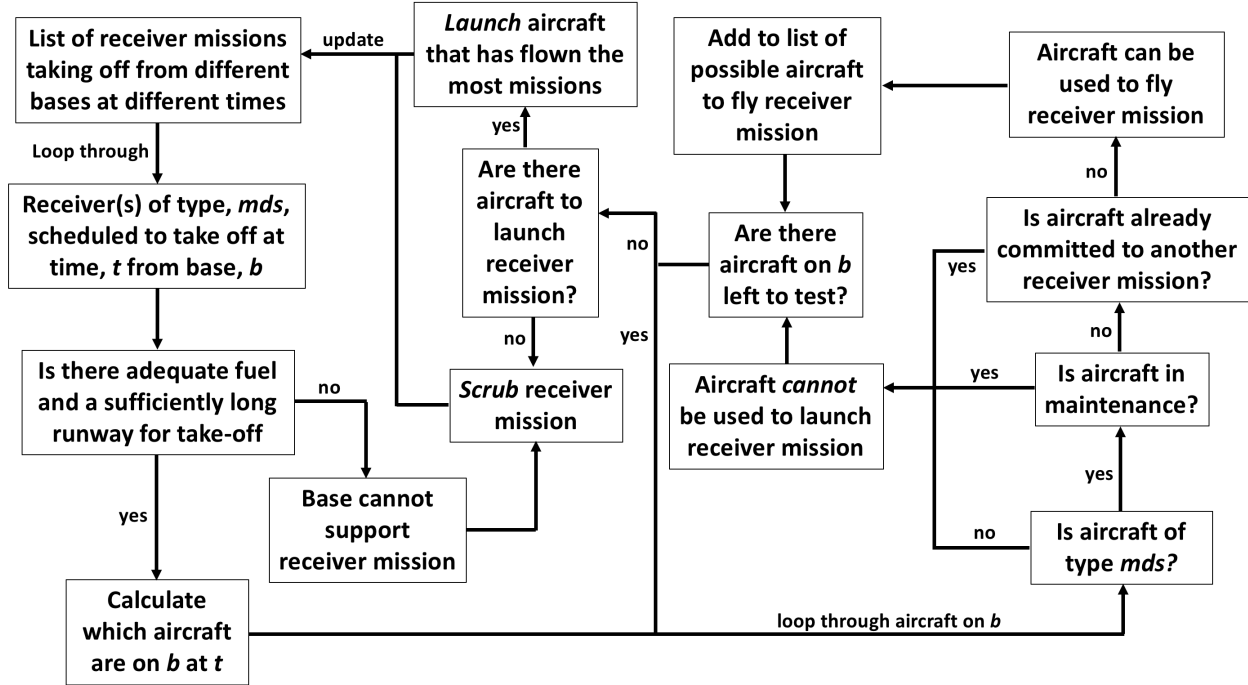 List of receiver missions
taking off from different
bases at different times
update
Launch aircraft
that has flown the
most missions
Add to list of
possible aircraft
to fly receiver
mission
Aircraft can be
used to fly
receiver mission
Loop through
yes
no
Receiver(s) of type, mds,
scheduled to take off at
time, t from base, b
Are there
aircraft to
launch
receiver
mission?
no
Are there
aircraft on b
left to test?
Is aircraft already
committed to another
receiver mission?
yes
no
yes
no
Is there adequate fuel
and a sufficiently long
runway for take-off
no
Scrub receiver
mission
Aircraft cannot
be used to launch
receiver mission
yes
Is aircraft in
maintenance?
yes
Base cannot
support
receiver mission
yes
no
Is aircraft of
type mds?
Calculate
which aircraft
are on b at t
loop through aircraft on b